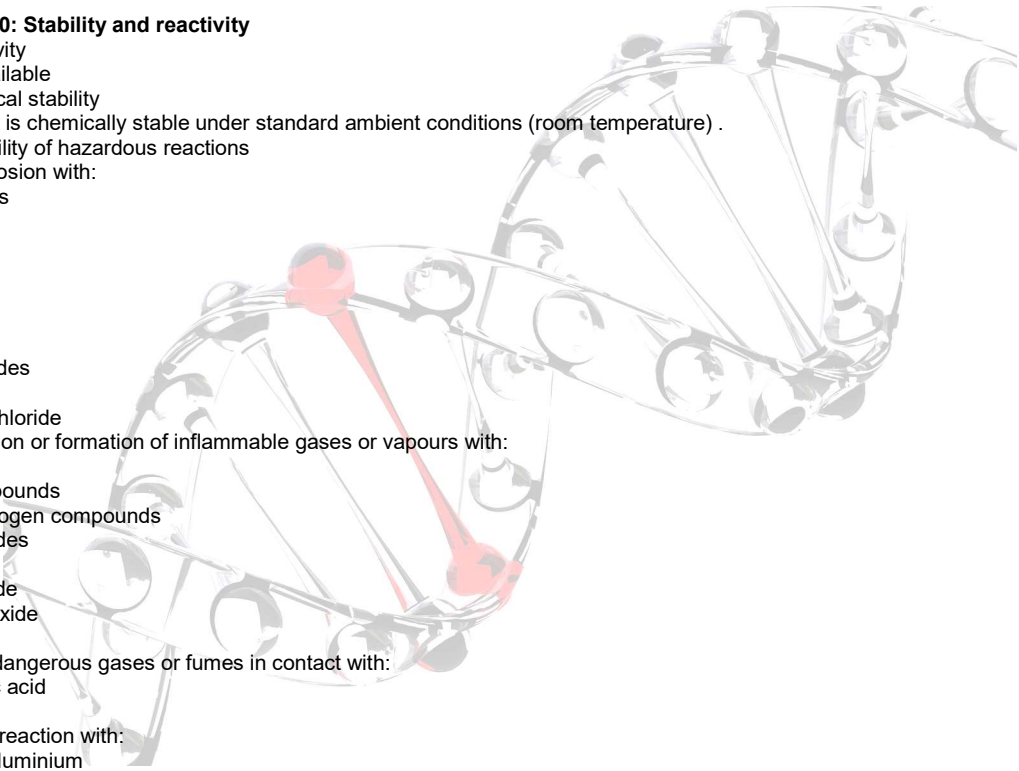 0: Stability and reactivity
vity
ailable
cal stability
is chemically stable under standard ambient conditions (room temperature) .
ility of hazardous reactions
osion with:
s
des
hloride
on or formation of inflammable gases or vapours with:
pounds
ogen compounds
des
de
xide
dangerous gases or fumes in contact with:
c acid
reaction with:
luminium